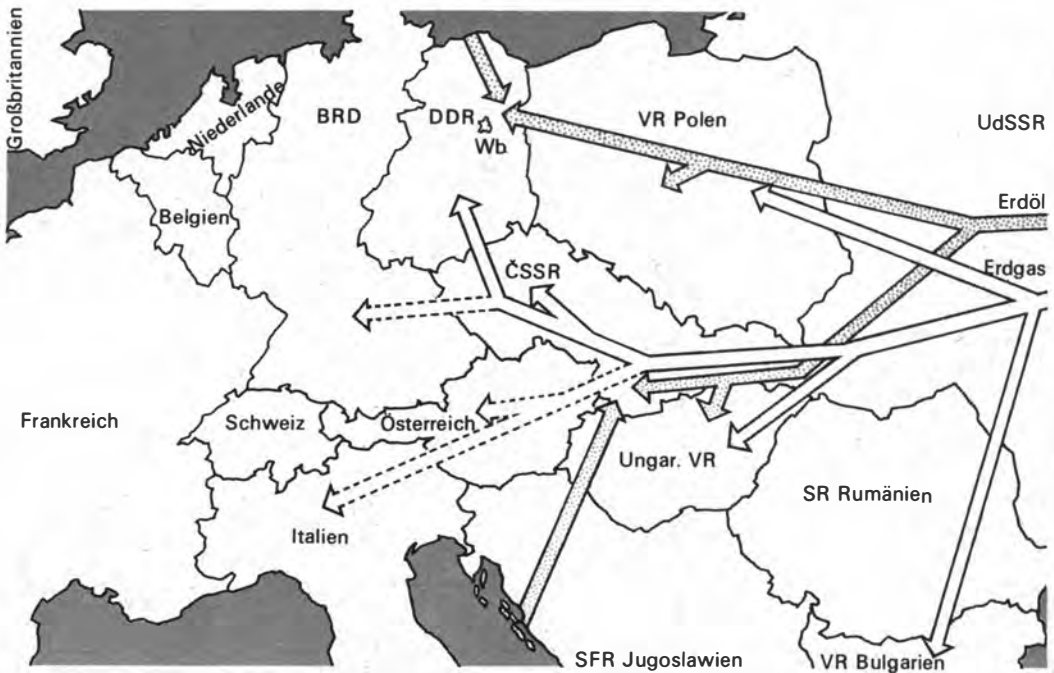 Großbritannien
Niederlande
BRD
DDR
Wb.
VR Polen
UdSSR
Erdöl
Belgien
ČSSR
Erdgas
Frankreich
Schweiz
Österreich
Ungar. VR
SR Rumänien
Italien
SFR Jugoslawien
VR Bulgarien